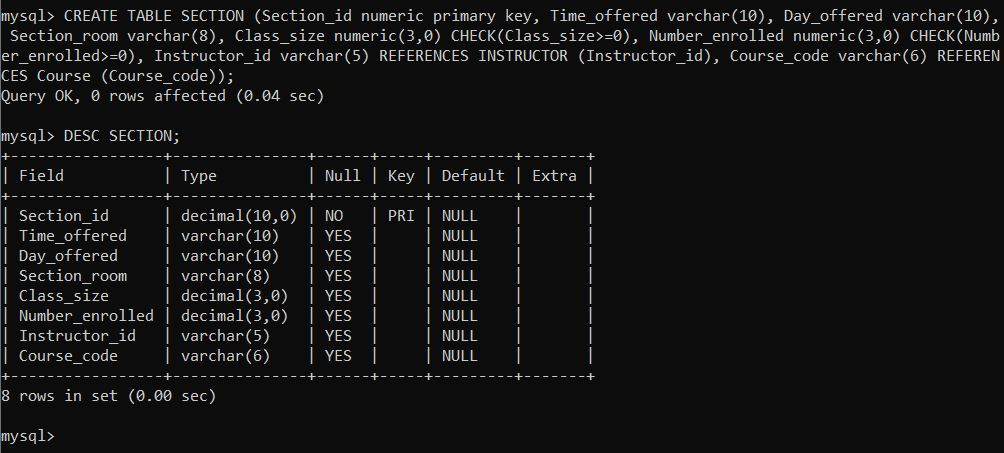 mysql> CREATE TABLE SECTION (Section_id numeric primary key, Time_offered varchar(10), Day_offered varchar(10),
 Section_room varchar(8), Class_size numeric(3,0) CHECK(Class_size>=0), Number_enrolled numeric(3,0) CHECK(Numb
er_enrolled>=0), Instructor_id varchar(5) REFERENCES INSTRUCTOR (Instructor_id), Course_code varchar(6) REFEREN
CES Course (Course_code));
Query OK, 0 rows affected (0.04 sec)

mysql> DESC SECTION;
+-----------------+---------------+------+-----+---------+-------+
| Field           | Type          | Null | Key | Default | Extra |
+-----------------+---------------+------+-----+---------+-------+
| Section_id      | decimal(10,0) | NO   | PRI | NULL    |       |
| Time_offered    | varchar(10)   | YES  |     | NULL    |       |
| Day_offered     | varchar(10)   | YES  |     | NULL    |       |
| Section_room    | varchar(8)    | YES  |     | NULL    |       |
| Class_size      | decimal(3,0)  | YES  |     | NULL    |       |
| Number_enrolled | decimal(3,0)  | YES  |     | NULL    |       |
| Instructor_id   | varchar(5)    | YES  |     | NULL    |       |
| Course_code     | varchar(6)    | YES  |     | NULL    |       |
+-----------------+---------------+------+-----+---------+-------+
8 rows in set (0.00 sec)

mysql>